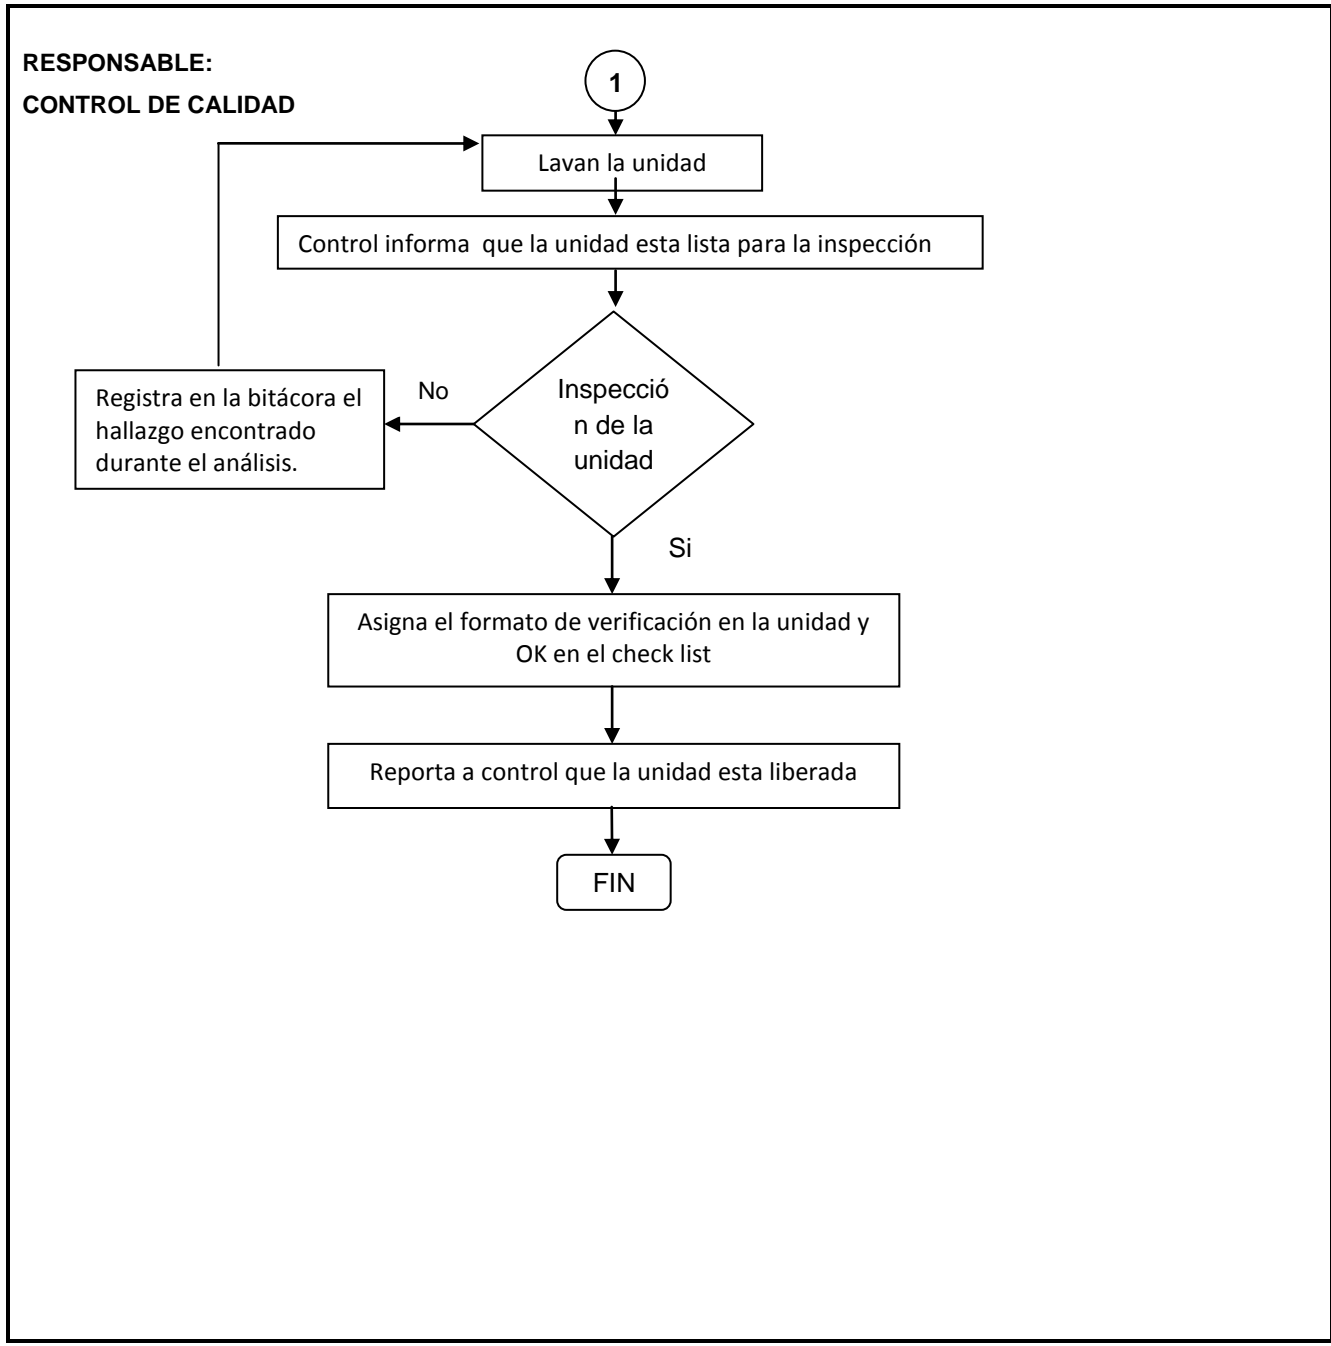 RESPONSABLE:
CONTROL DE CALIDAD
1
Lavan la unidad
Control informa  que la unidad esta lista para la inspección
Inspecció
n de la
unidad
No
Registra en la bitácora el
hallazgo encontrado
durante el análisis.
Si
Asigna el formato de verificación en la unidad y
OK en el check list
Reporta a control que la unidad esta liberada
FIN